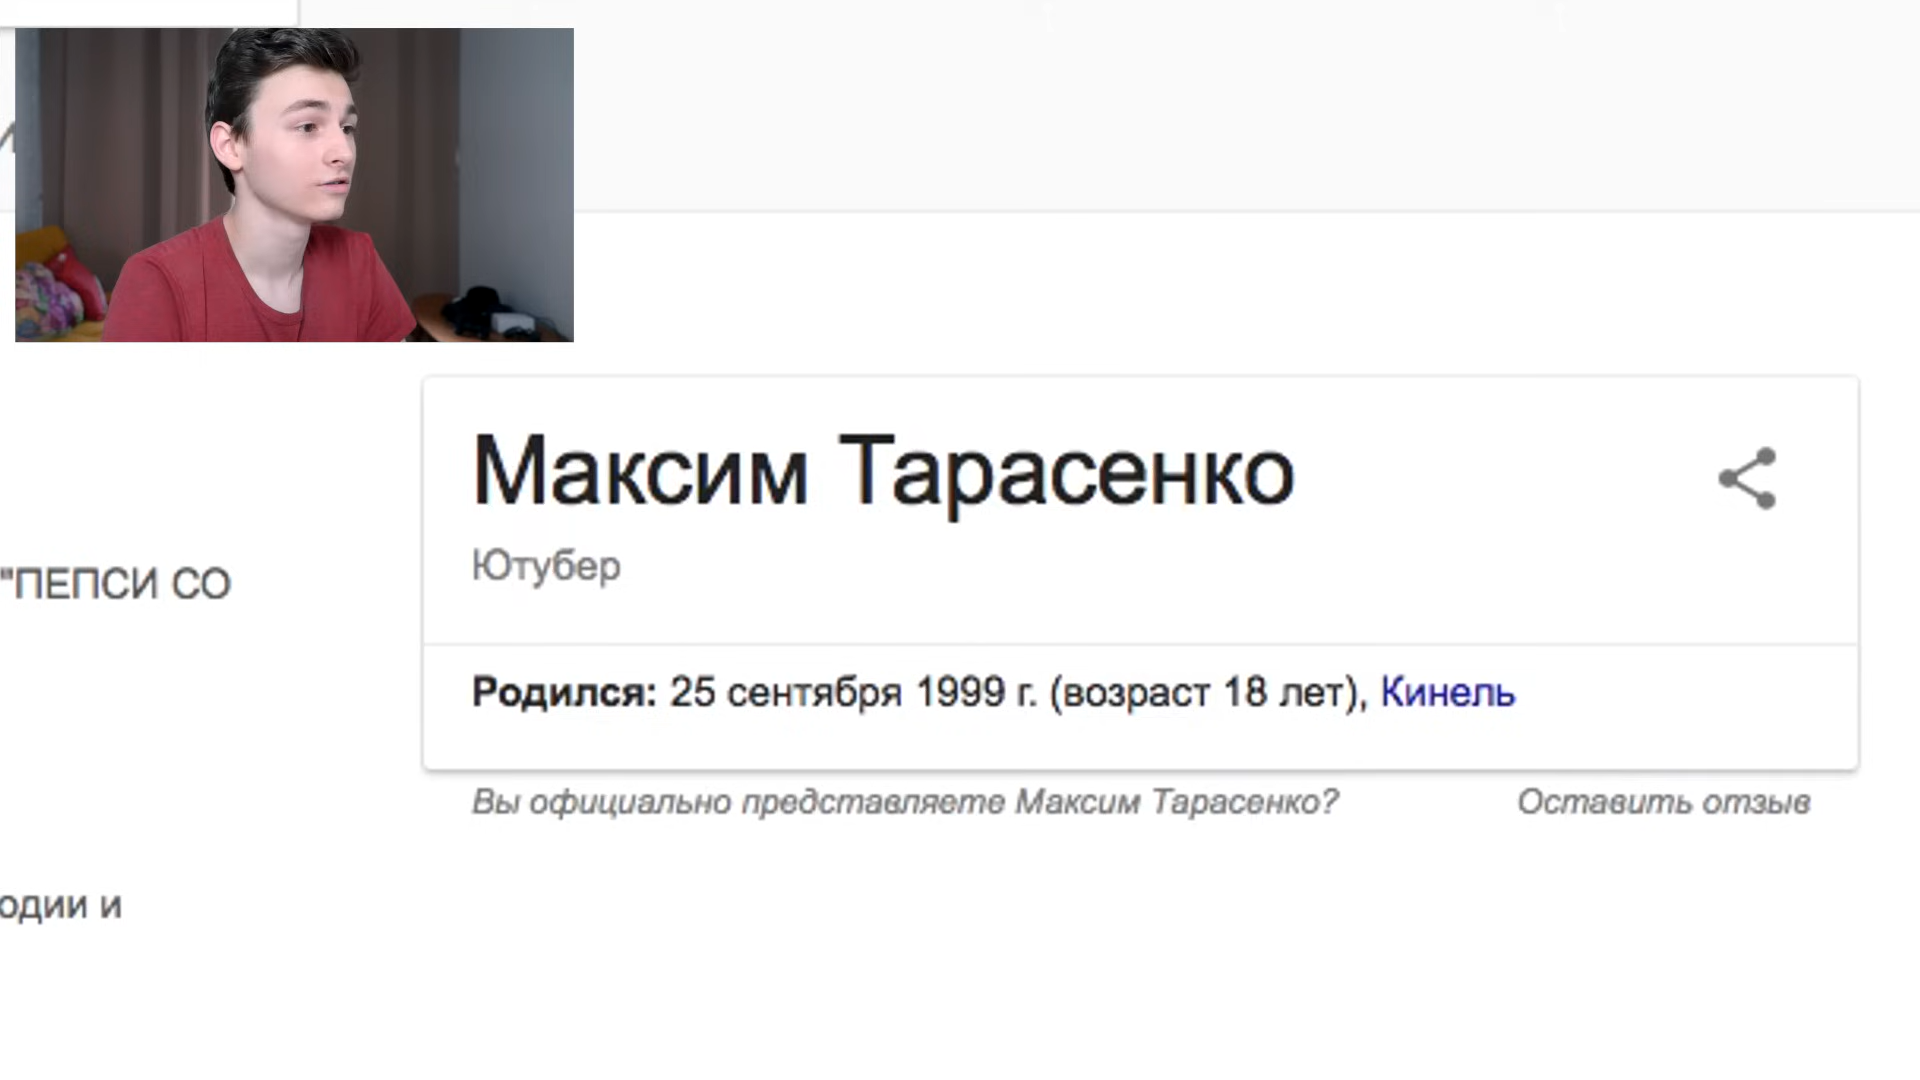 Максим Тарасенко
Ютубер
"ПЕПСИ СО
Родился: 25 сентября 1999 г. (возраст 18 лет), Кинель
Вы официально представляете Максим Тарасенко? Оставить отзыв
одии и